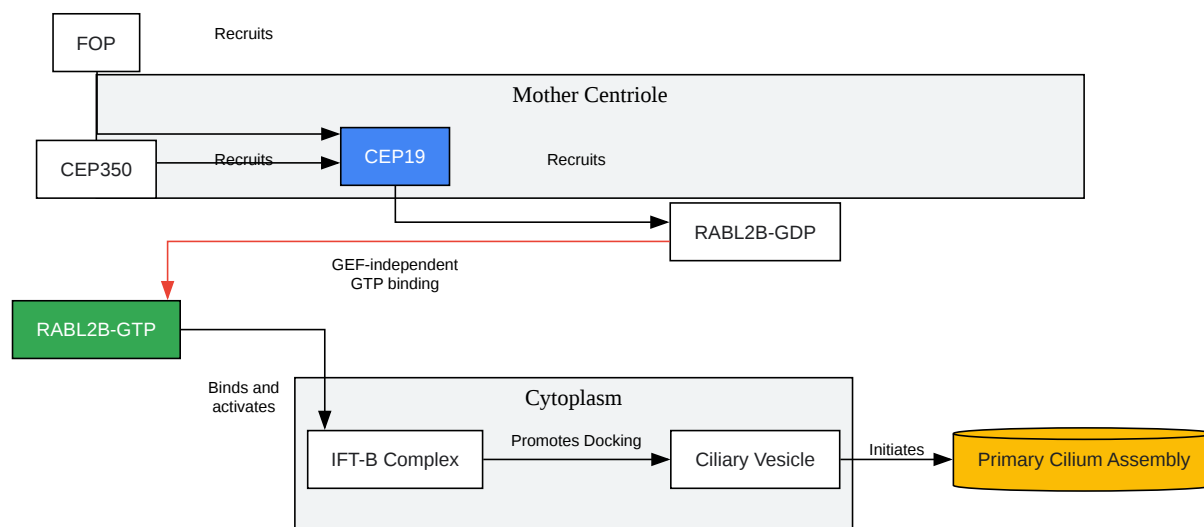 FOP
Recruits
Mother Centriole
CEP350
Recruits
CEP19
Recruits
RABL2B-GDP
GEF-independent
GTP binding
RABL2B-GTP
Binds and
activates
Cytoplasm
IFT-B Complex
Promotes Docking
Ciliary Vesicle
Initiates
Primary Cilium Assembly